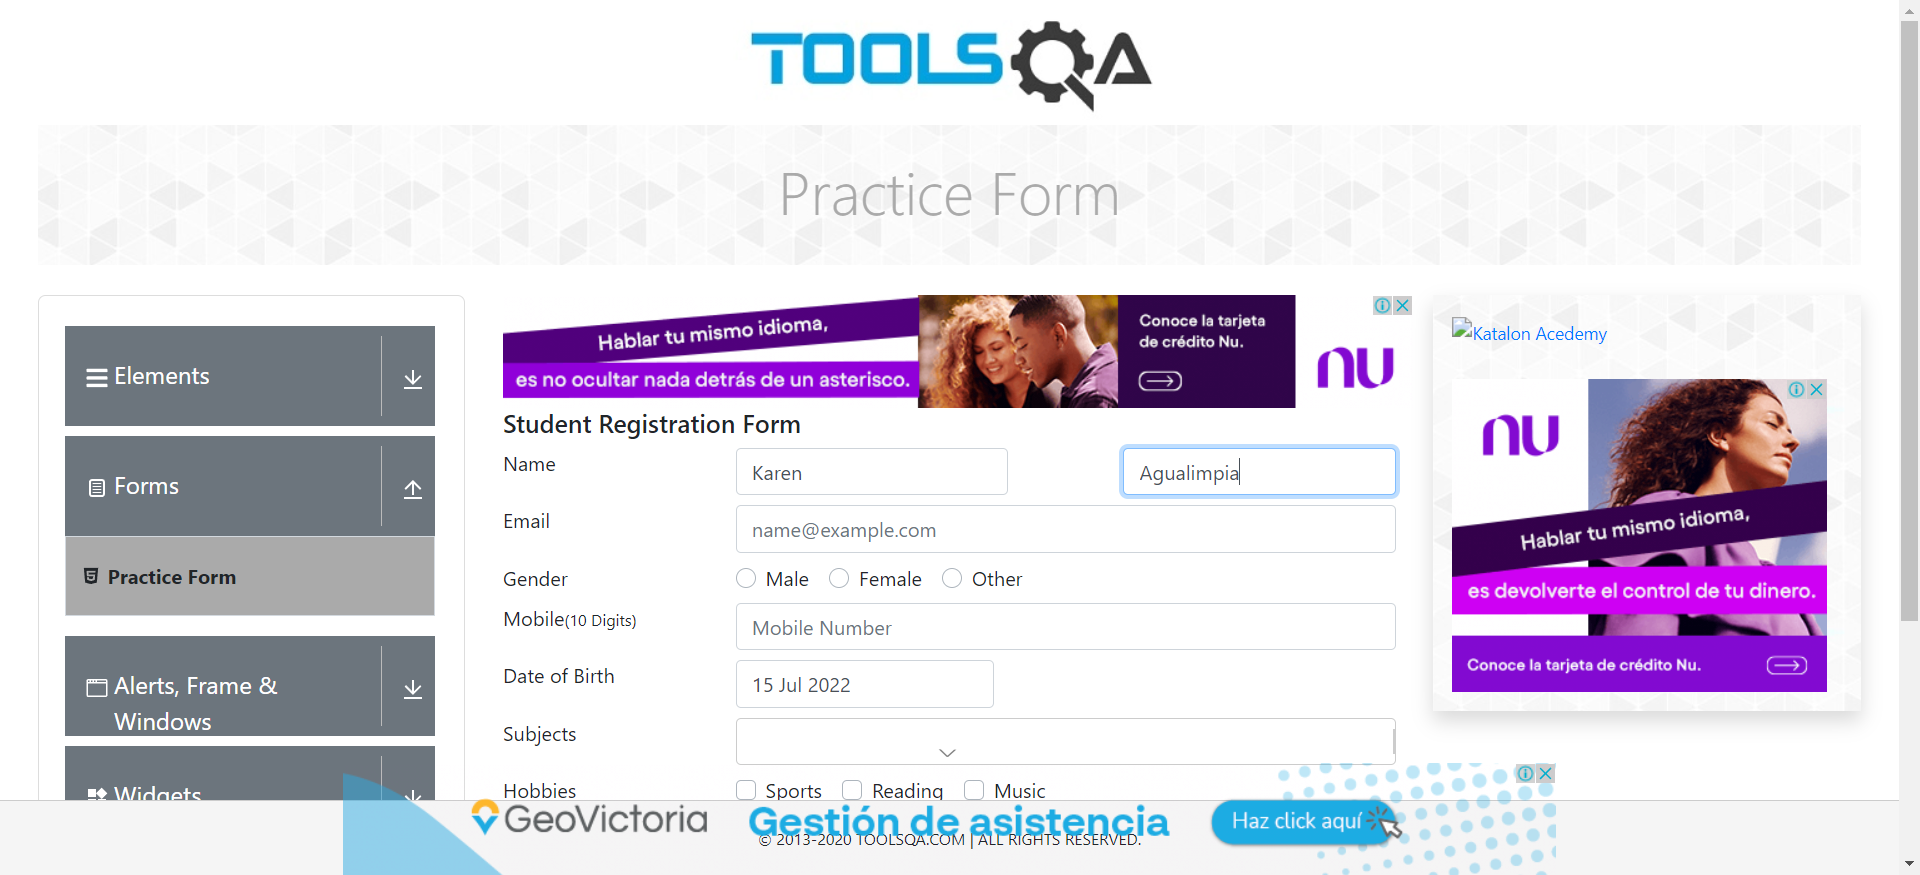 TOOLSQA
Practice Form
Elements
Forms
Practice Form
Alerts, Frame &
Windows
Widgets
Hablar tu mismo idioma,
es no ocultar nada detrás de un asterisco.
Conoce la tarjeta
de crédito Nu.
nu
Student Registration Form
Name
Karen
Agualimpia
Email
name@example.com
Gender
Male
Female
Other
Mobile(10 Digits)
Mobile Number
Date of Birth
15 Jul 2022
Subjects
Hobbies
Sports
Reading
Music
Katalon Acedemy
nu
Hablar tu mismo idioma,
es devolverte el control de tu dinero.
Conoce la tarjeta de crédito Nu.
GeoVictoria
Gestión de asistencia
Haz click aquí
© 2013-2020 TOOLSQA.COM | ALL RIGHTS RESERVED.